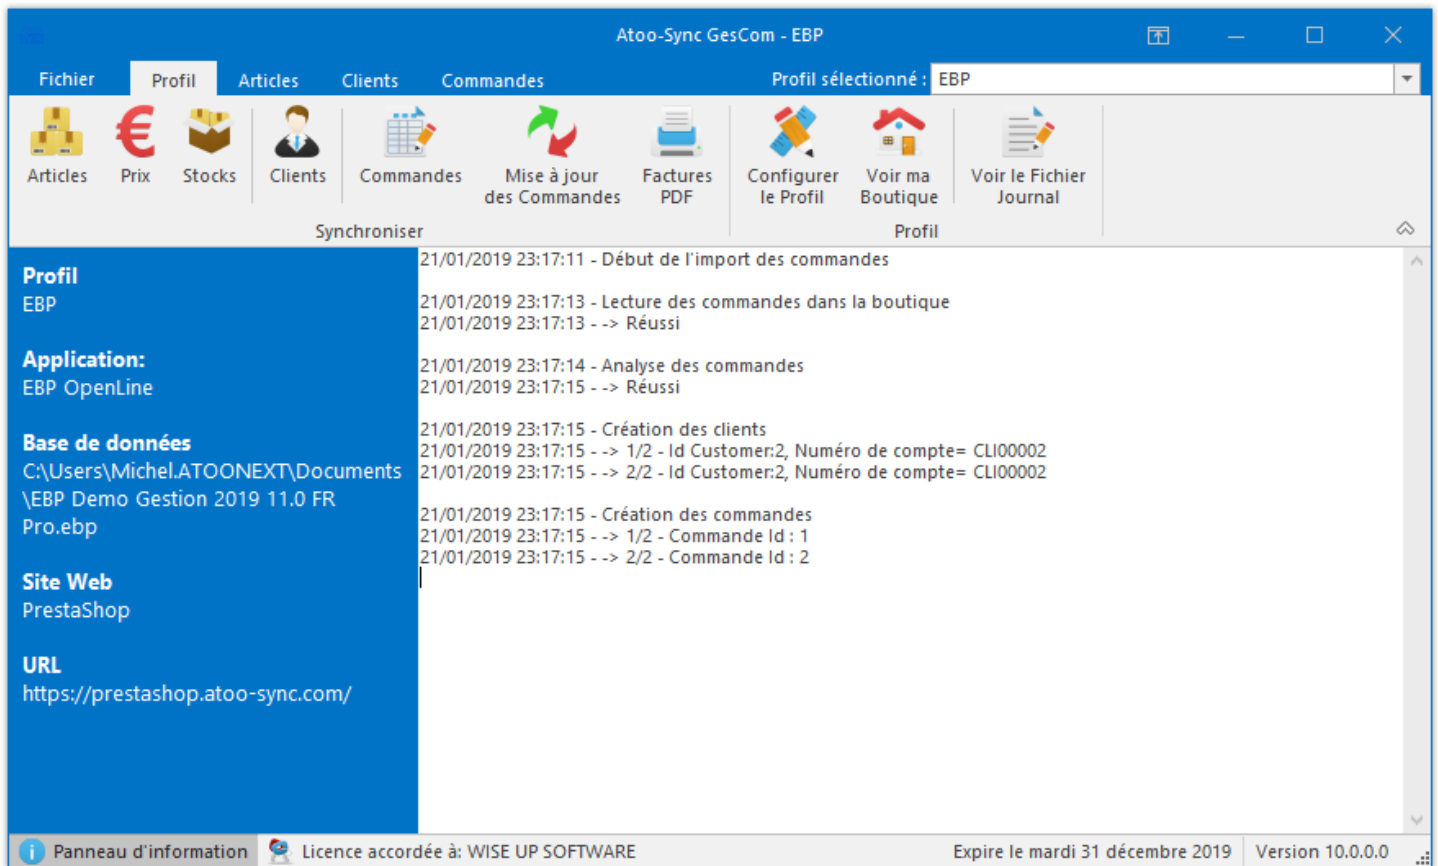 Atoo-Sync GesCom - EBP
Fichier Profil Articles Clients Commandes Profil sélectionné : EBP
Articles Prix Stocks Clients Commandes Mise à jour des Commandes Factures PDF Configurer le Profil Voir ma Boutique Voir le Fichier Journal
Synchroniser Profil
Profil
EBP
Application:
EBP OpenLine
Base de données
C:\Users\Michel.ATOONEXT\Documents
\EBP Demo Gestion 2019 11.0 FR
Pro.ebp
Site Web
PrestaShop
URL
https://prestashop.atoo-sync.com/
21/01/2019 23:17:11 - Début de l'import des commandes
21/01/2019 23:17:13 - Lecture des commandes dans la boutique
21/01/2019 23:17:13 - -> Réussi
21/01/2019 23:17:14 - Analyse des commandes
21/01/2019 23:17:15 - -> Réussi
21/01/2019 23:17:15 - Création des clients
21/01/2019 23:17:15 - -> 1/2 - Id Customer:2, Numéro de compte= CLI00002
21/01/2019 23:17:15 - -> 2/2 - Id Customer:2, Numéro de compte= CLI00002
21/01/2019 23:17:15 - Création des commandes
21/01/2019 23:17:15 - -> 1/2 - Commande Id : 1
21/01/2019 23:17:15 - -> 2/2 - Commande Id : 2
Panneau d'information Licence accordée à: WISE UP SOFTWARE Expire le mardi 31 décembre 2019 Version 10.0.0.0